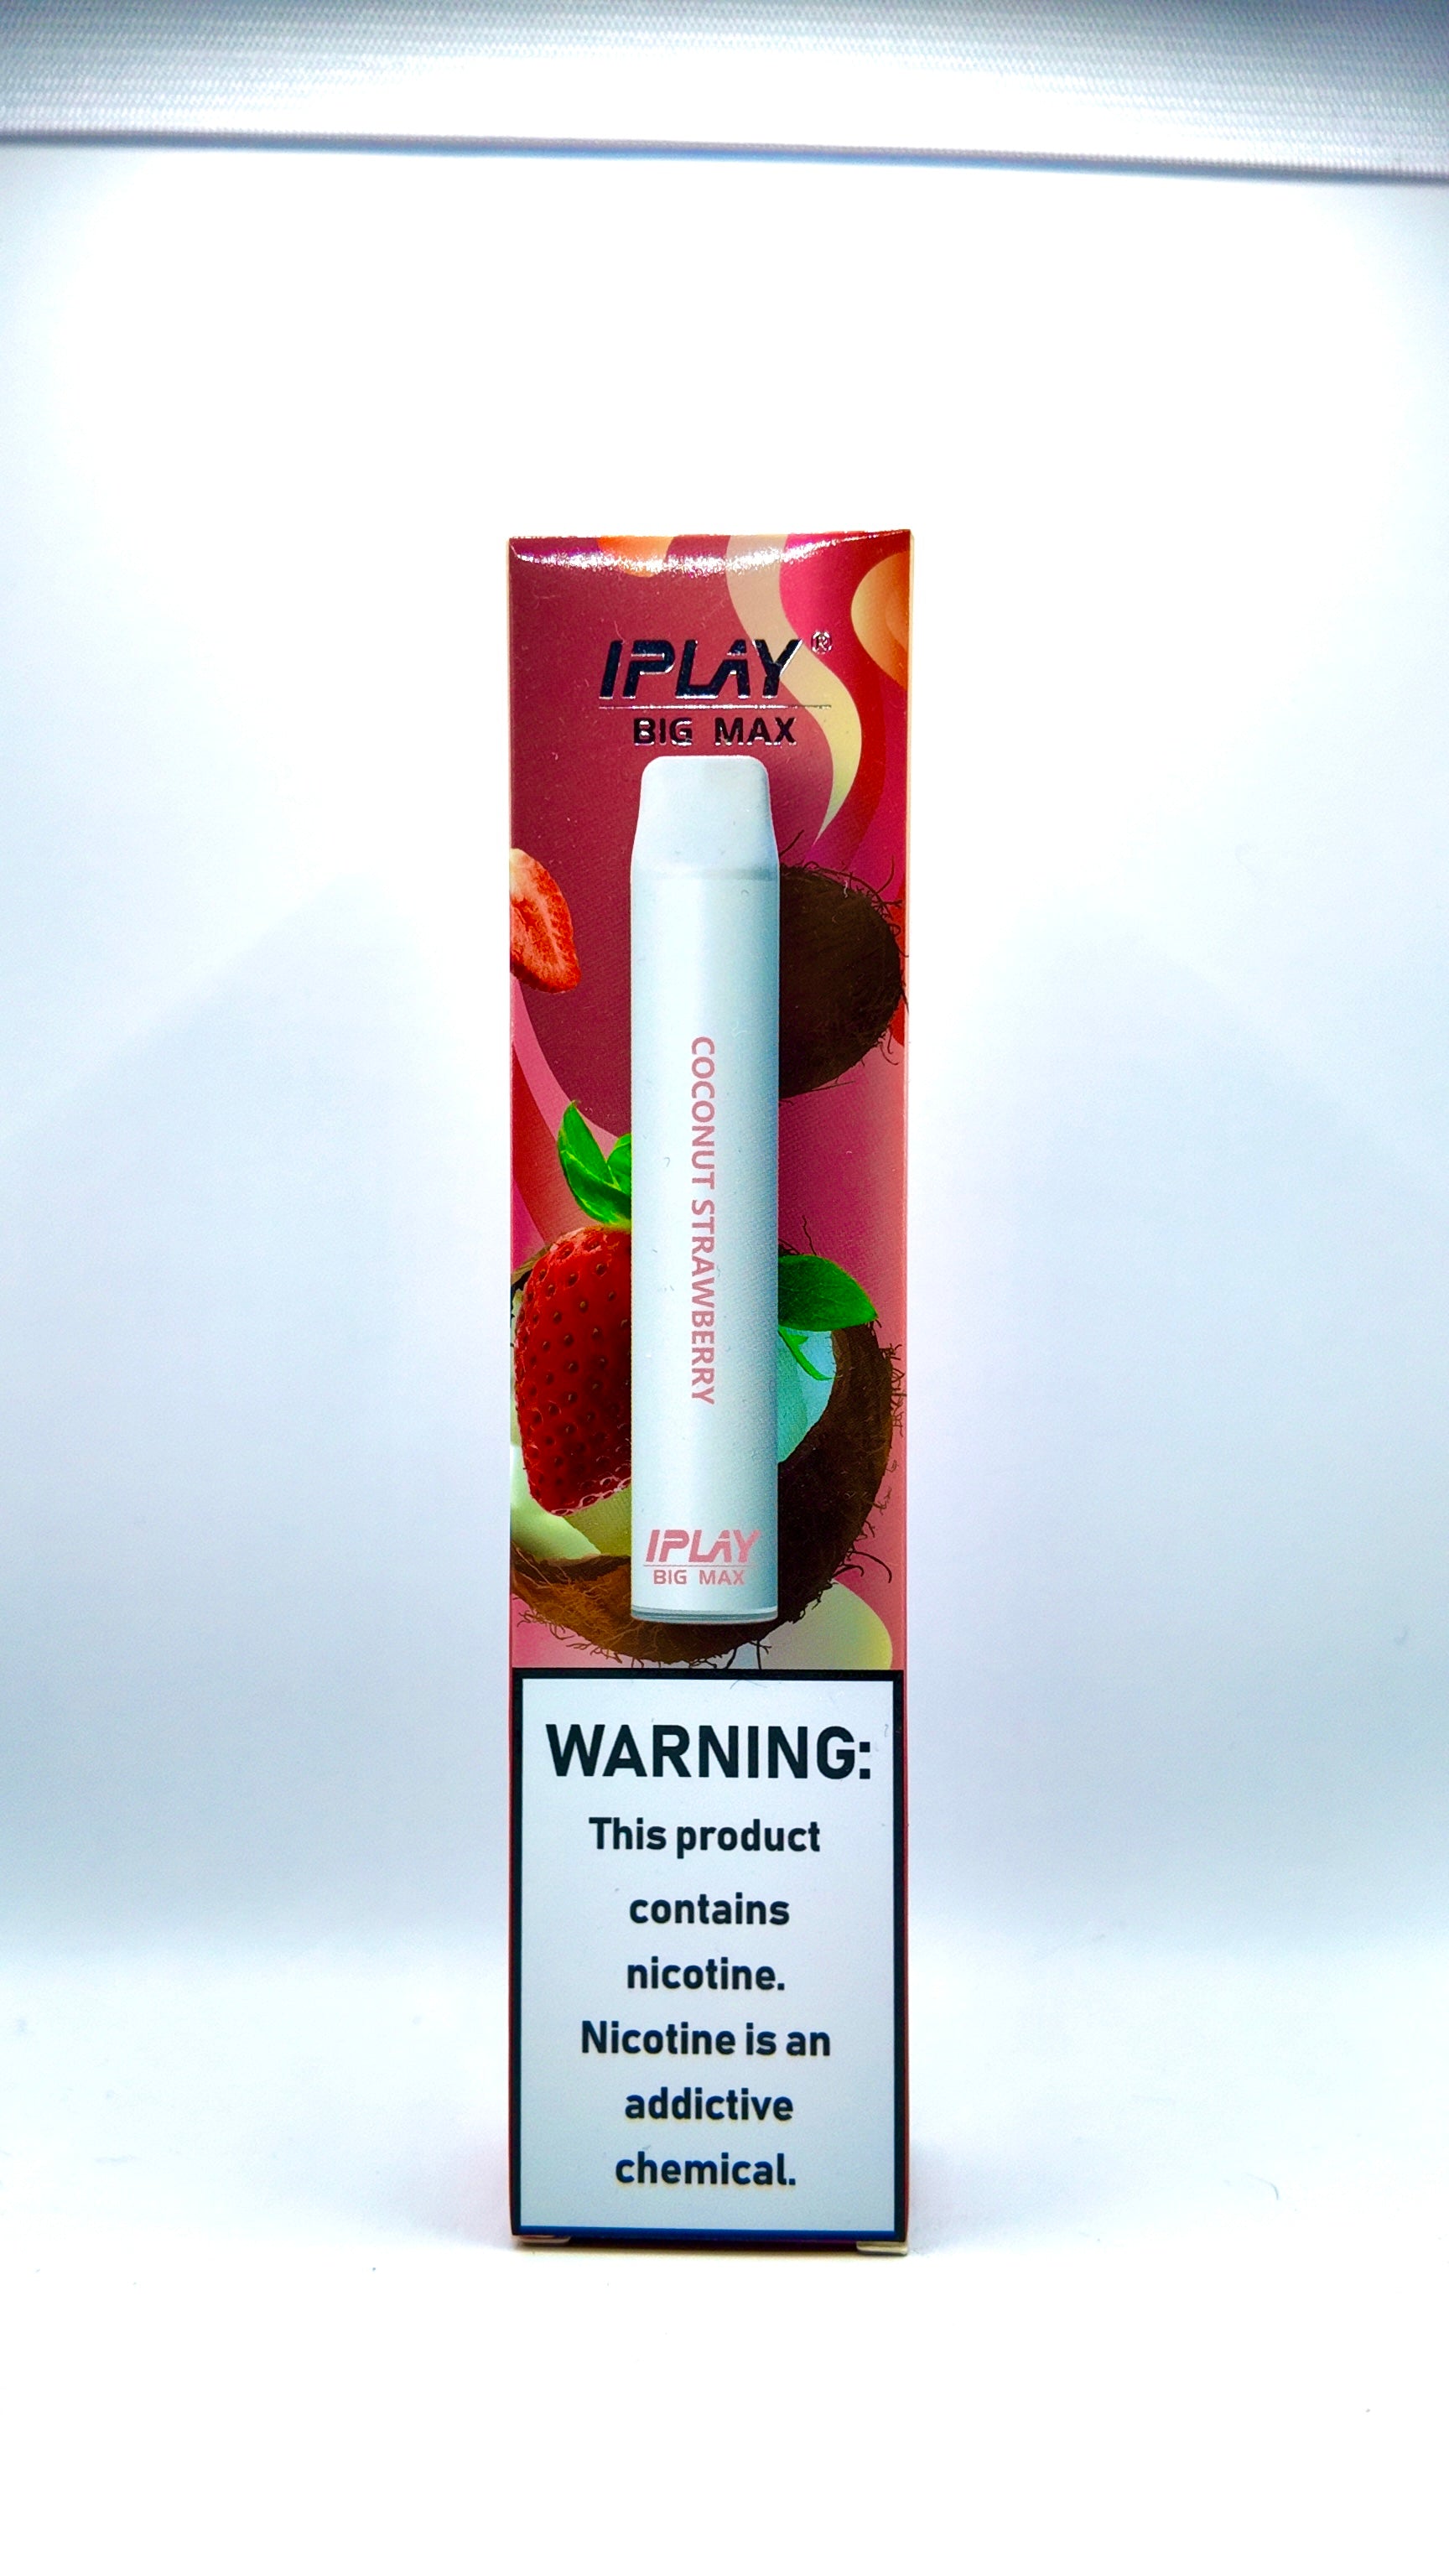 IPLAY®
BIG MAX
COCONUT STRAWBERRY
IPLAY
BIG MAX
WARNING:
This product
contains
nicotine.
Nicotine is an
addictive
chemical.